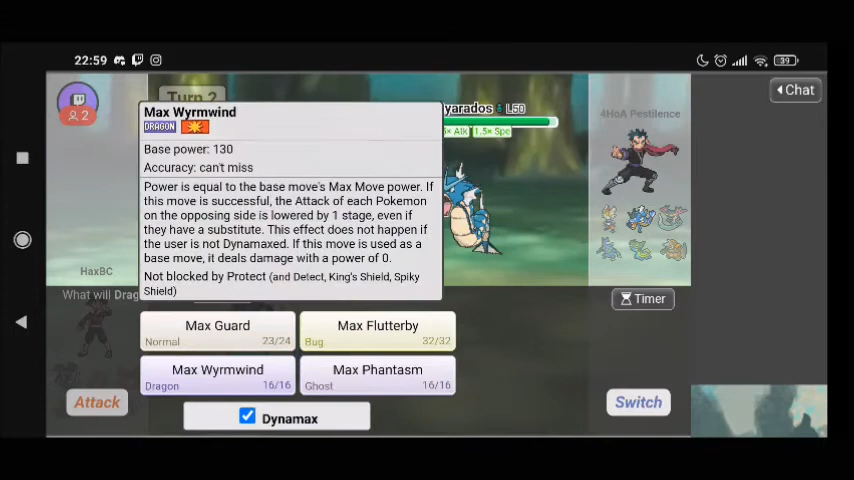 22:59
39
Turn 2
yarados L50
× Atk 1.5× Spe
Chat
2
4HoA Pestilence
Max Wyrmwind
DRAGON
Base power: 130
Accuracy: can't miss
Power is equal to the base move's Max Move power. If
this move is successful, the Attack of each Pokemon
on the opposing side is lowered by 1 stage, even if
they have a substitute. This effect does not happen if
the user is not Dynamaxed. If this move is used as a
base move, it deals damage with a power of 0.
Not blocked by Protect (and Detect, King's Shield, Spiky
Shield)
HaxBC
What will Drag
Timer
Max Guard
Normal 23/24
Max Flutterby
Bug 32/32
Max Wyrmwind
Dragon 16/16
Max Phantasm
Ghost 16/16
Attack
Dynamax
Switch